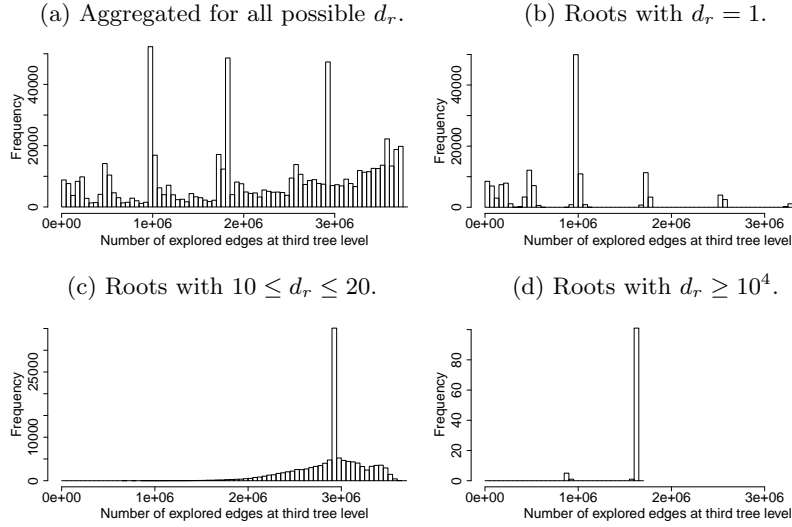 (a) Aggregated for all possible d_r.
(b) Roots with d_r = 1.
Frequency
0 20000 40000
0e+00 1e+06 2e+06 3e+06
Number of explored edges at third tree level
Frequency
0 20000 40000
0e+00 1e+06 2e+06 3e+06
Number of explored edges at third tree level
(c) Roots with 10 ≤ d_r ≤ 20.
(d) Roots with d_r ≥ 10^4.
Frequency
0 10000 25000
0e+00 1e+06 2e+06 3e+06
Number of explored edges at third tree level
Frequency
0 20 40 60 80
0e+00 1e+06 2e+06 3e+06
Number of explored edges at third tree level